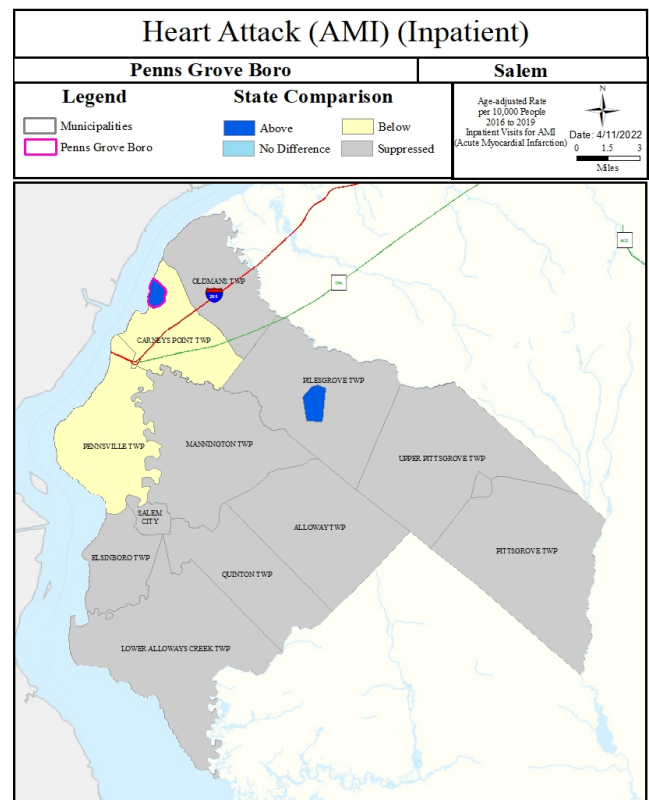 Heart Attack (AMI) (Inpatient)
Penns Grove Boro
Salem
Legend
Municipalities
Penns Grove Boro
State Comparison
Above
Below
No Difference
Suppressed
Age-adjusted Rate
per 10,000 People
2016 to 2019
Inpatient Visits for AMI
(Acute Myocardial Infarction)
N
Date: 4/11/2022
0 1.5 3
Miles
OLDMANS TWP
295
CARNEYS POINT TWP
PILESGROVE TWP
PENNSVILLE TWP
MANNINGTON TWP
UPPER PITTSGROVE TWP
SALEM
CITY
ALLOWAY TWP
PITTSGROVE TWP
ELSINBORO TWP
QUINTON TWP
LOWER ALLOWAYS CREEK TWP